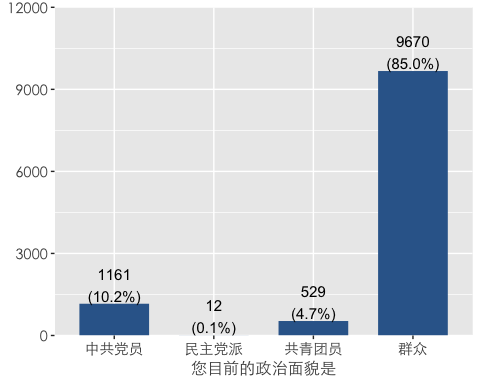 12000
9000
6000
3000
0
1161
(10.2%)
12
(0.1%)
529
(4.7%)
9670
(85.0%)
中共党员
民主党派
共青团员
群众
您目前的政治面貌是